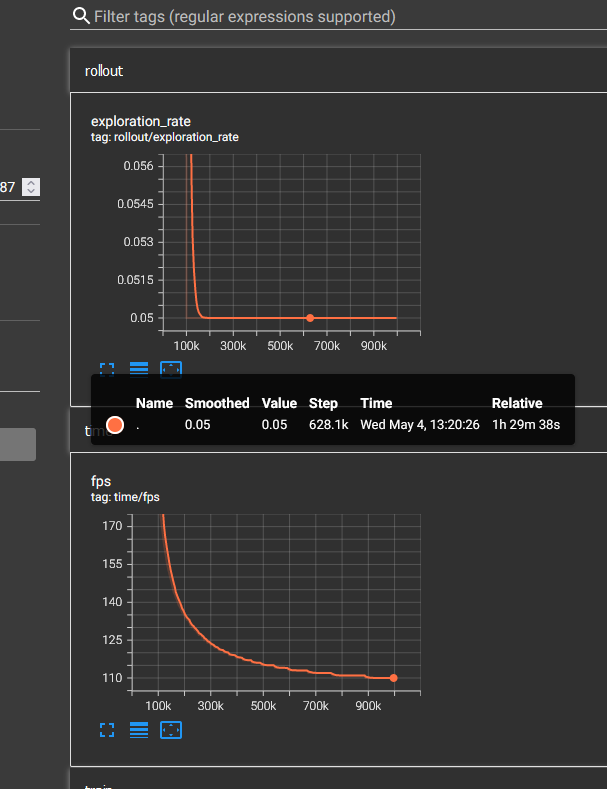 Filter tags (regular expressions supported)
rollout
87
exploration_rate
tag: rollout/exploration_rate
0.056
0.0545
0.053
0.0515
0.05
100k 300k 500k 700k 900k
Name Smoothed Value Step Time Relative
. 0.05 0.05 628.1k Wed May 4, 13:20:26 1h 29m 38s
time
fps
tag: time/fps
170
155
140
125
110
100k 300k 500k 700k 900k